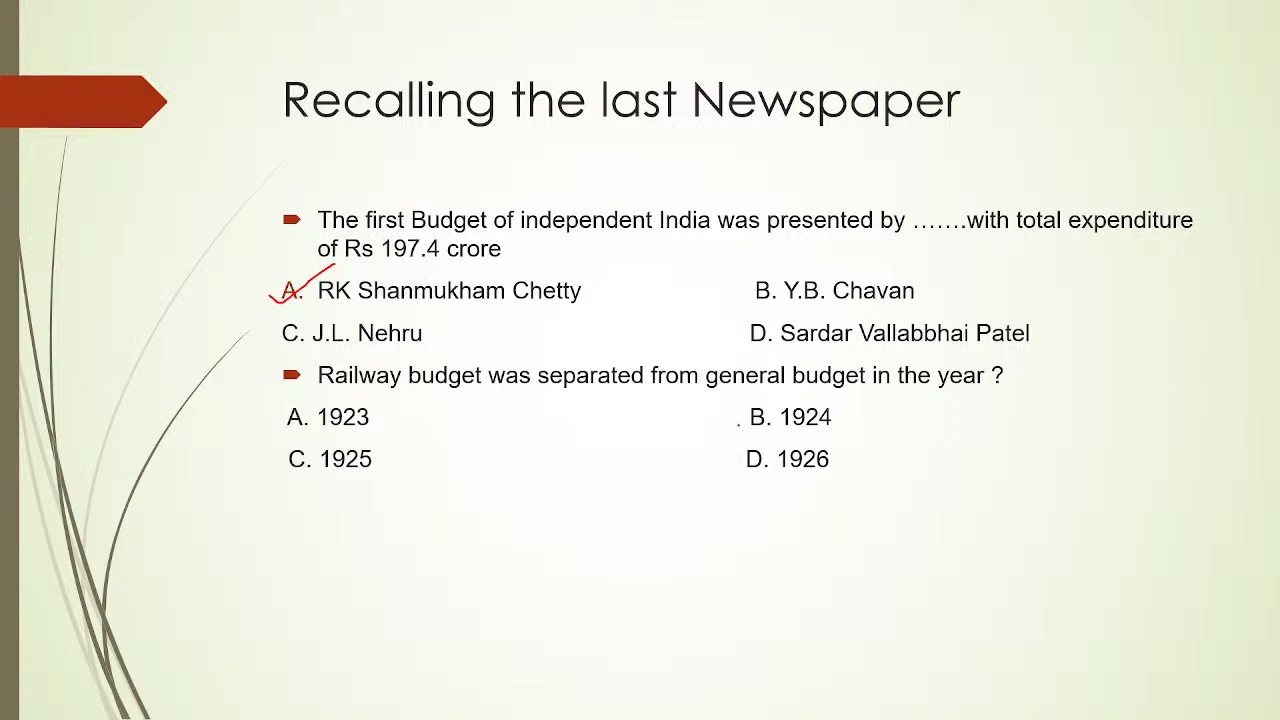 Recalling the last Newspaper
The first Budget of independent India was presented by …….with total expenditure
of Rs 197.4 crore
A. RK Shanmukham Chetty B. Y.B. Chavan
C. J.L. Nehru D. Sardar Vallabbhai Patel
Railway budget was separated from general budget in the year ?
A. 1923 B. 1924
C. 1925 D. 1926